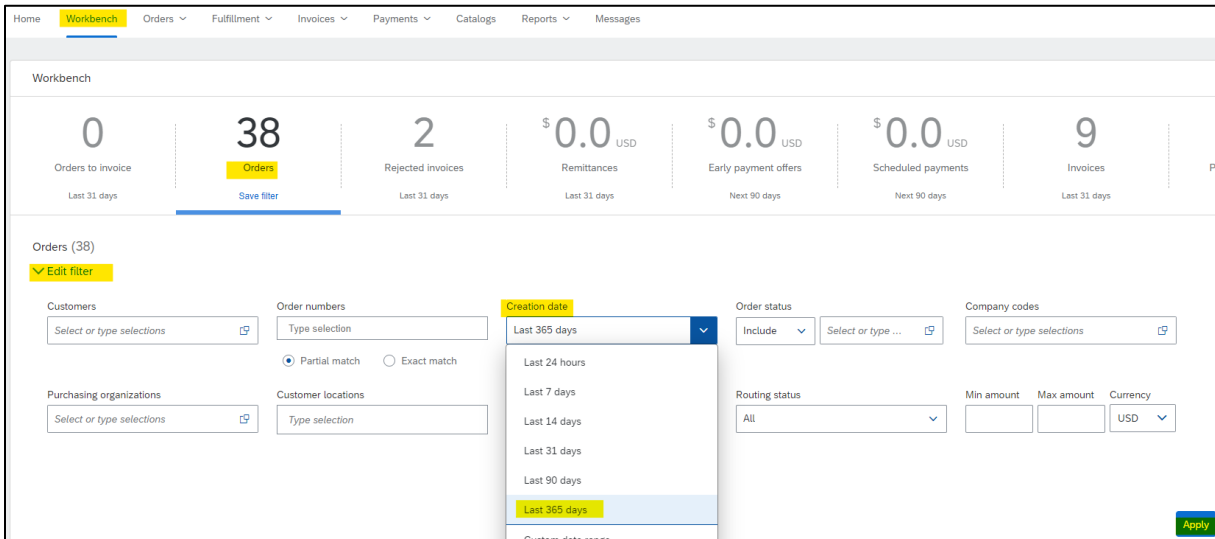 Home Workbench Orders Fulfillment Invoices Payments Catalogs Reports Messages
Workbench
0 38 2 $0.0 USD $0.0 USD $0.0 USD 9
Orders to invoice Orders Rejected invoices Remittances Early payment offers Scheduled payments Invoices P
Last 31 days Save filter Last 31 days Last 31 days Next 90 days Next 90 days Last 31 days
Orders (38)
Edit filter
Customers Order numbers Creation date Order status Company codes
Select or type selections Type selection Last 365 days Include Select or type ... Select or type selections
Partial match Exact match
Last 24 hours
Last 7 days
Purchasing organizations Customer locations Routing status Min amount Max amount Currency
Select or type selections Type selection Last 14 days All USD
Last 31 days
Last 90 days
Last 365 days
Custom date range
Apply